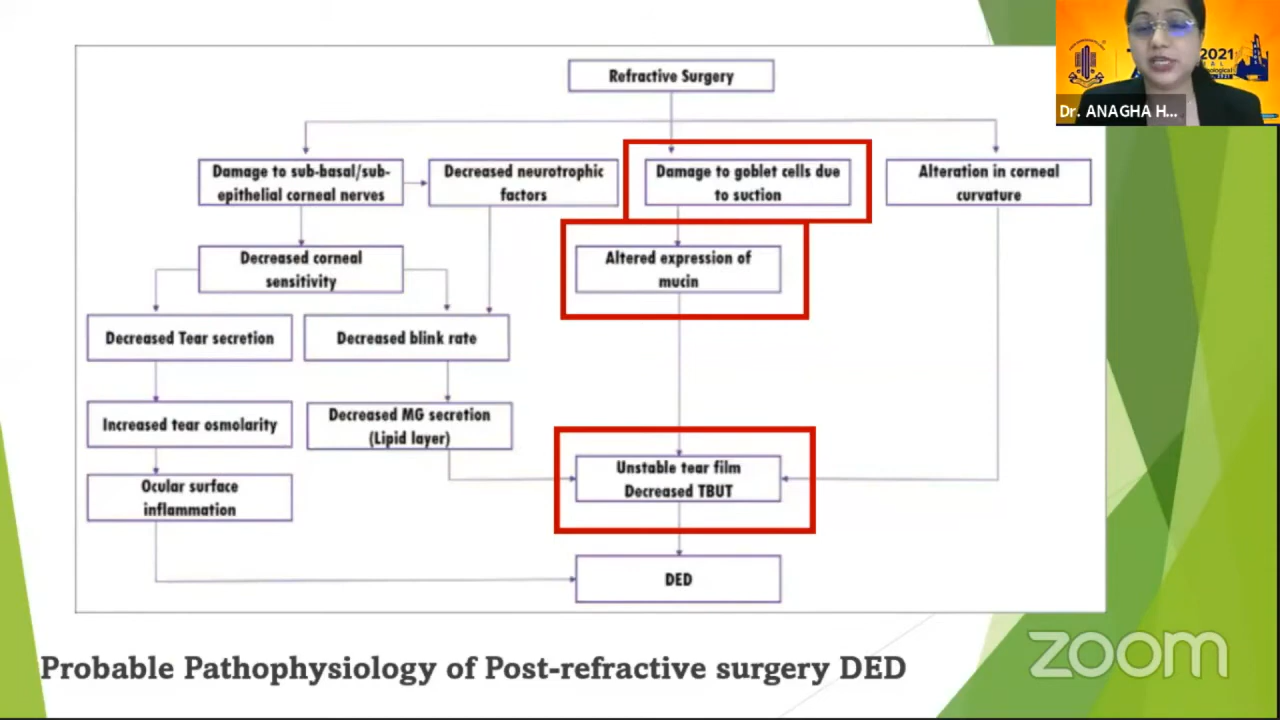 Refractive Surgery
2021
Dr. ANAGHA H...
Damage to sub-basal/sub-
epithelial corneal nerves
Decreased neurotrophic
factors
Damage to goblet cells due
to suction
Alteration in corneal
curvature
Decreased corneal
sensitivity
Altered expression of
mucin
Decreased Tear secretion
Decreased blink rate
Increased tear osmolarity
Decreased MG secretion
(Lipid layer)
Unstable tear film
Decreased TBUT
Ocular surface
inflammation
DED
Probable Pathophysiology of Post-refractive surgery DED
zoom